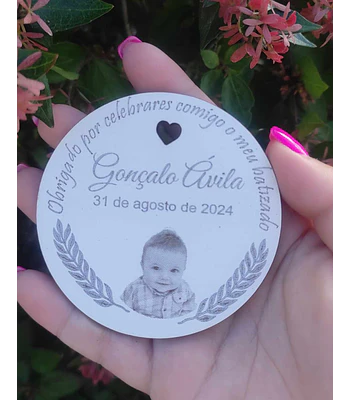 Obrigado por celebrares comigo o meu batizado
Gonçalo Ávila
31 de agosto de 2024